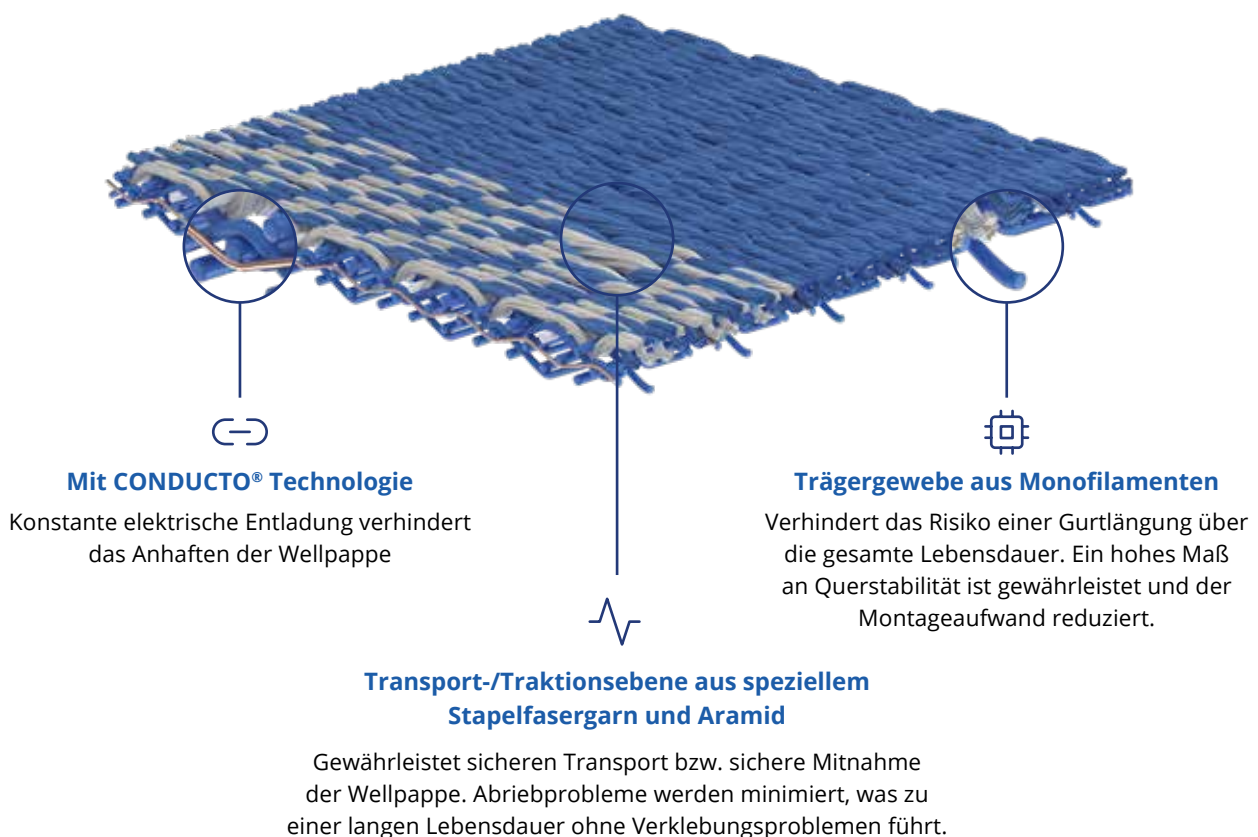 Mit CONDUCTO® Technologie
Konstante elektrische Entladung verhindert
das Anhaften der Wellpappe
Trägergewebe aus Monofilamenten
Verhindert das Risiko einer Gurtlängung über
die gesamte Lebensdauer. Ein hohes Maß
an Querstabilität ist gewährleistet und der
Montageaufwand reduziert.
Transport-/Traktionsebene aus speziellem
Stapelfasergarn und Aramid
Gewährleistet sicheren Transport bzw. sichere Mitnahme
der Wellpappe. Abriebprobleme werden minimiert, was zu
einer langen Lebensdauer ohne Verklebungsproblemen führt.